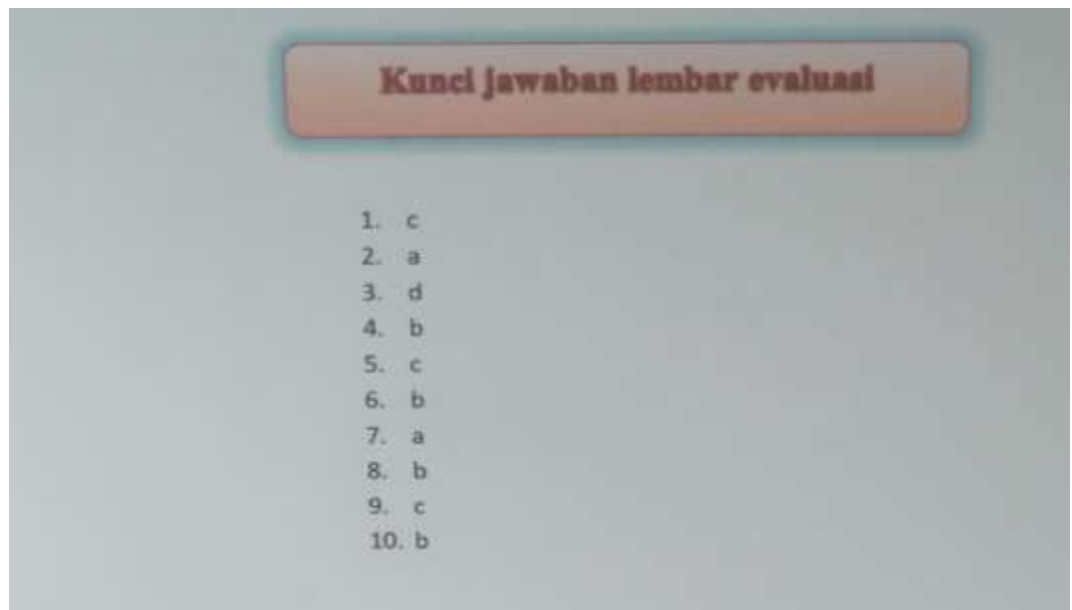 Kunci jawaban lembar evaluasi
1. c
2. a
3. d
4. b
5. c
6. b
7. a
8. b
9. c
10. b